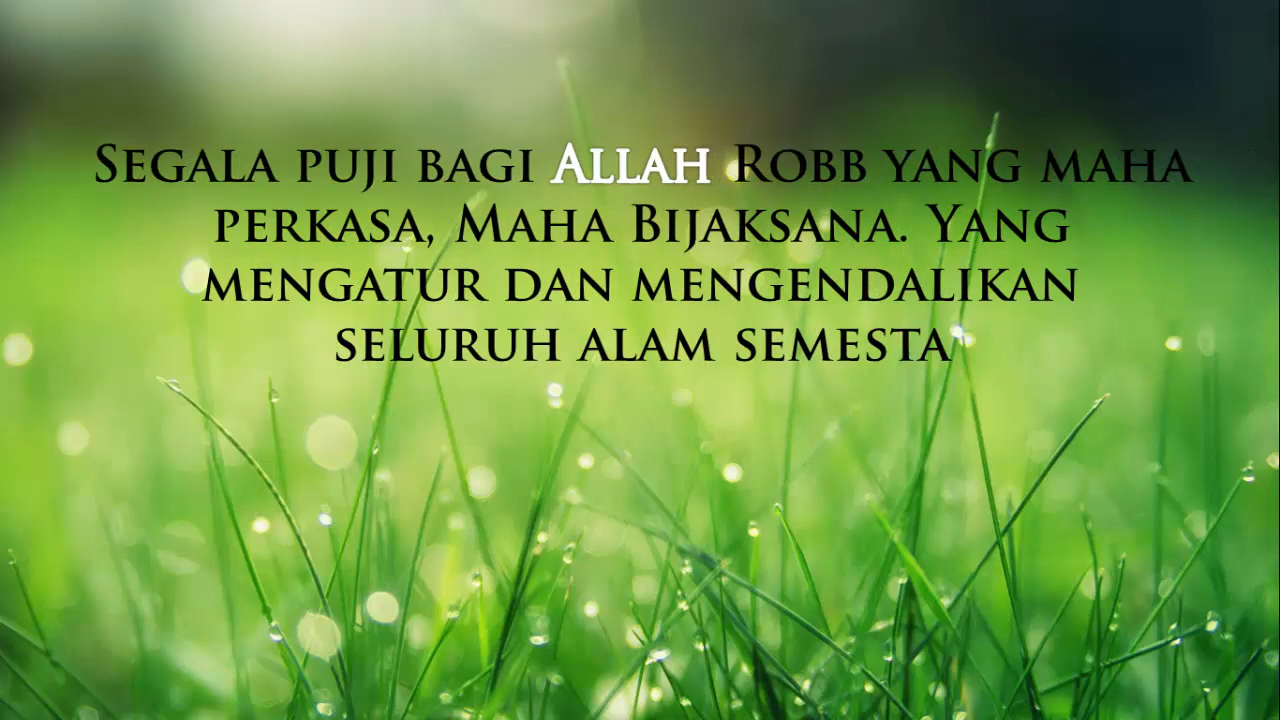 Segala puji bagi Allah Robb yang maha
perkasa, Maha Bijaksana. Yang
mengatur dan mengendalikan
seluruh alam semesta